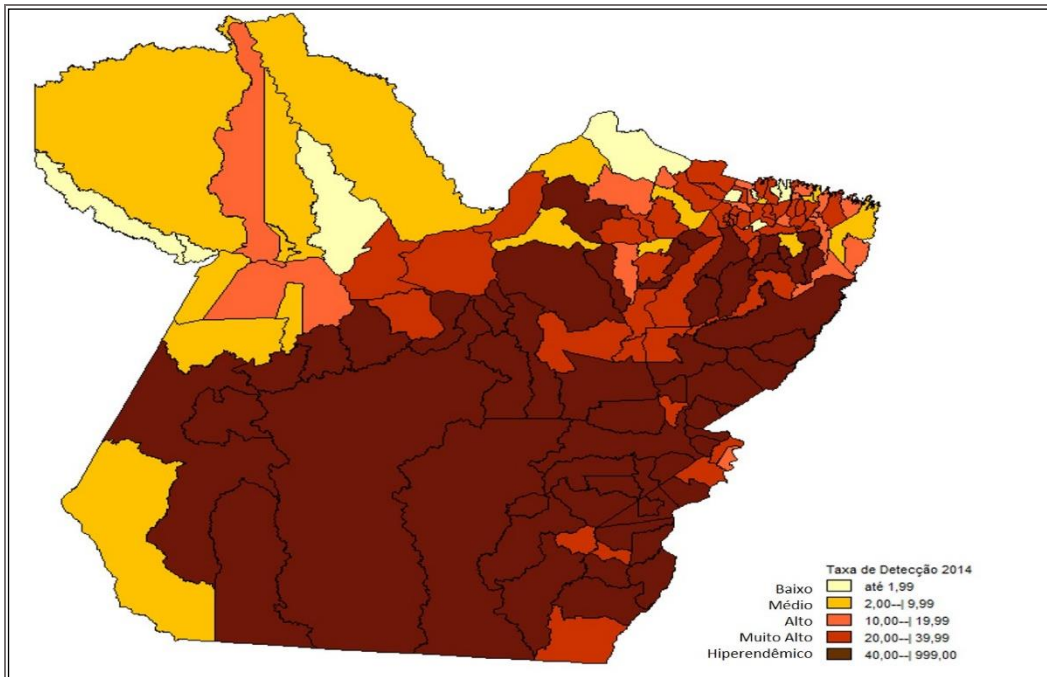 Taxa de Detecção 2014
Baixo até 1,99
Médio 2,00--| 9,99
Alto 10,00--| 19,99
Muito Alto 20,00--| 39,99
Hiperendêmico 40,00--| 999,00